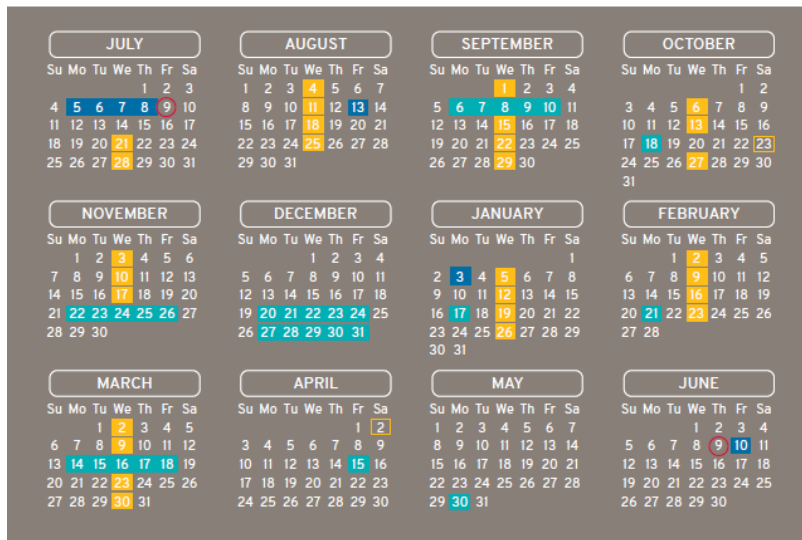 JULY
Su Mo Tu We Th Fr Sa
1 2 3
4 5 6 7 8 9 10
11 12 13 14 15 16 17
18 19 20 21 22 23 24
25 26 27 28 29 30 31
AUGUST
Su Mo Tu We Th Fr Sa
1 2 3 4 5 6 7
8 9 10 11 12 13 14
15 16 17 18 19 20 21
22 23 24 25 26 27 28
29 30 31
SEPTEMBER
Su Mo Tu We Th Fr Sa
1 2 3 4
5 6 7 8 9 10 11
12 13 14 15 16 17 18
19 20 21 22 23 24 25
26 27 28 29 30
OCTOBER
Su Mo Tu We Th Fr Sa
1 2
3 4 5 6 7 8 9
10 11 12 13 14 15 16
17 18 19 20 21 22 23
24 25 26 27 28 29 30
31
NOVEMBER
Su Mo Tu We Th Fr Sa
1 2 3 4 5 6
7 8 9 10 11 12 13
14 15 16 17 18 19 20
21 22 23 24 25 26 27
28 29 30
DECEMBER
Su Mo Tu We Th Fr Sa
1 2 3 4
5 6 7 8 9 10 11
12 13 14 15 16 17 18
19 20 21 22 23 24 25
26 27 28 29 30 31
JANUARY
Su Mo Tu We Th Fr Sa
1
2 3 4 5 6 7 8
9 10 11 12 13 14 15
16 17 18 19 20 21 22
23 24 25 26 27 28 29
30 31
FEBRUARY
Su Mo Tu We Th Fr Sa
1 2 3 4 5
6 7 8 9 10 11 12
13 14 15 16 17 18 19
20 21 22 23 24 25 26
27 28
MARCH
Su Mo Tu We Th Fr Sa
1 2 3 4 5
6 7 8 9 10 11 12
13 14 15 16 17 18 19
20 21 22 23 24 25 26
27 28 29 30 31
APRIL
Su Mo Tu We Th Fr Sa
1 2
3 4 5 6 7 8 9
10 11 12 13 14 15 16
17 18 19 20 21 22 23
24 25 26 27 28 29 30
MAY
Su Mo Tu We Th Fr Sa
1 2 3 4 5 6 7
8 9 10 11 12 13 14
15 16 17 18 19 20 21
22 23 24 25 26 27 28
29 30 31
JUNE
Su Mo Tu We Th Fr Sa
1 2 3 4
5 6 7 8 9 10 11
12 13 14 15 16 17 18
19 20 21 22 23 24 25
26 27 28 29 30